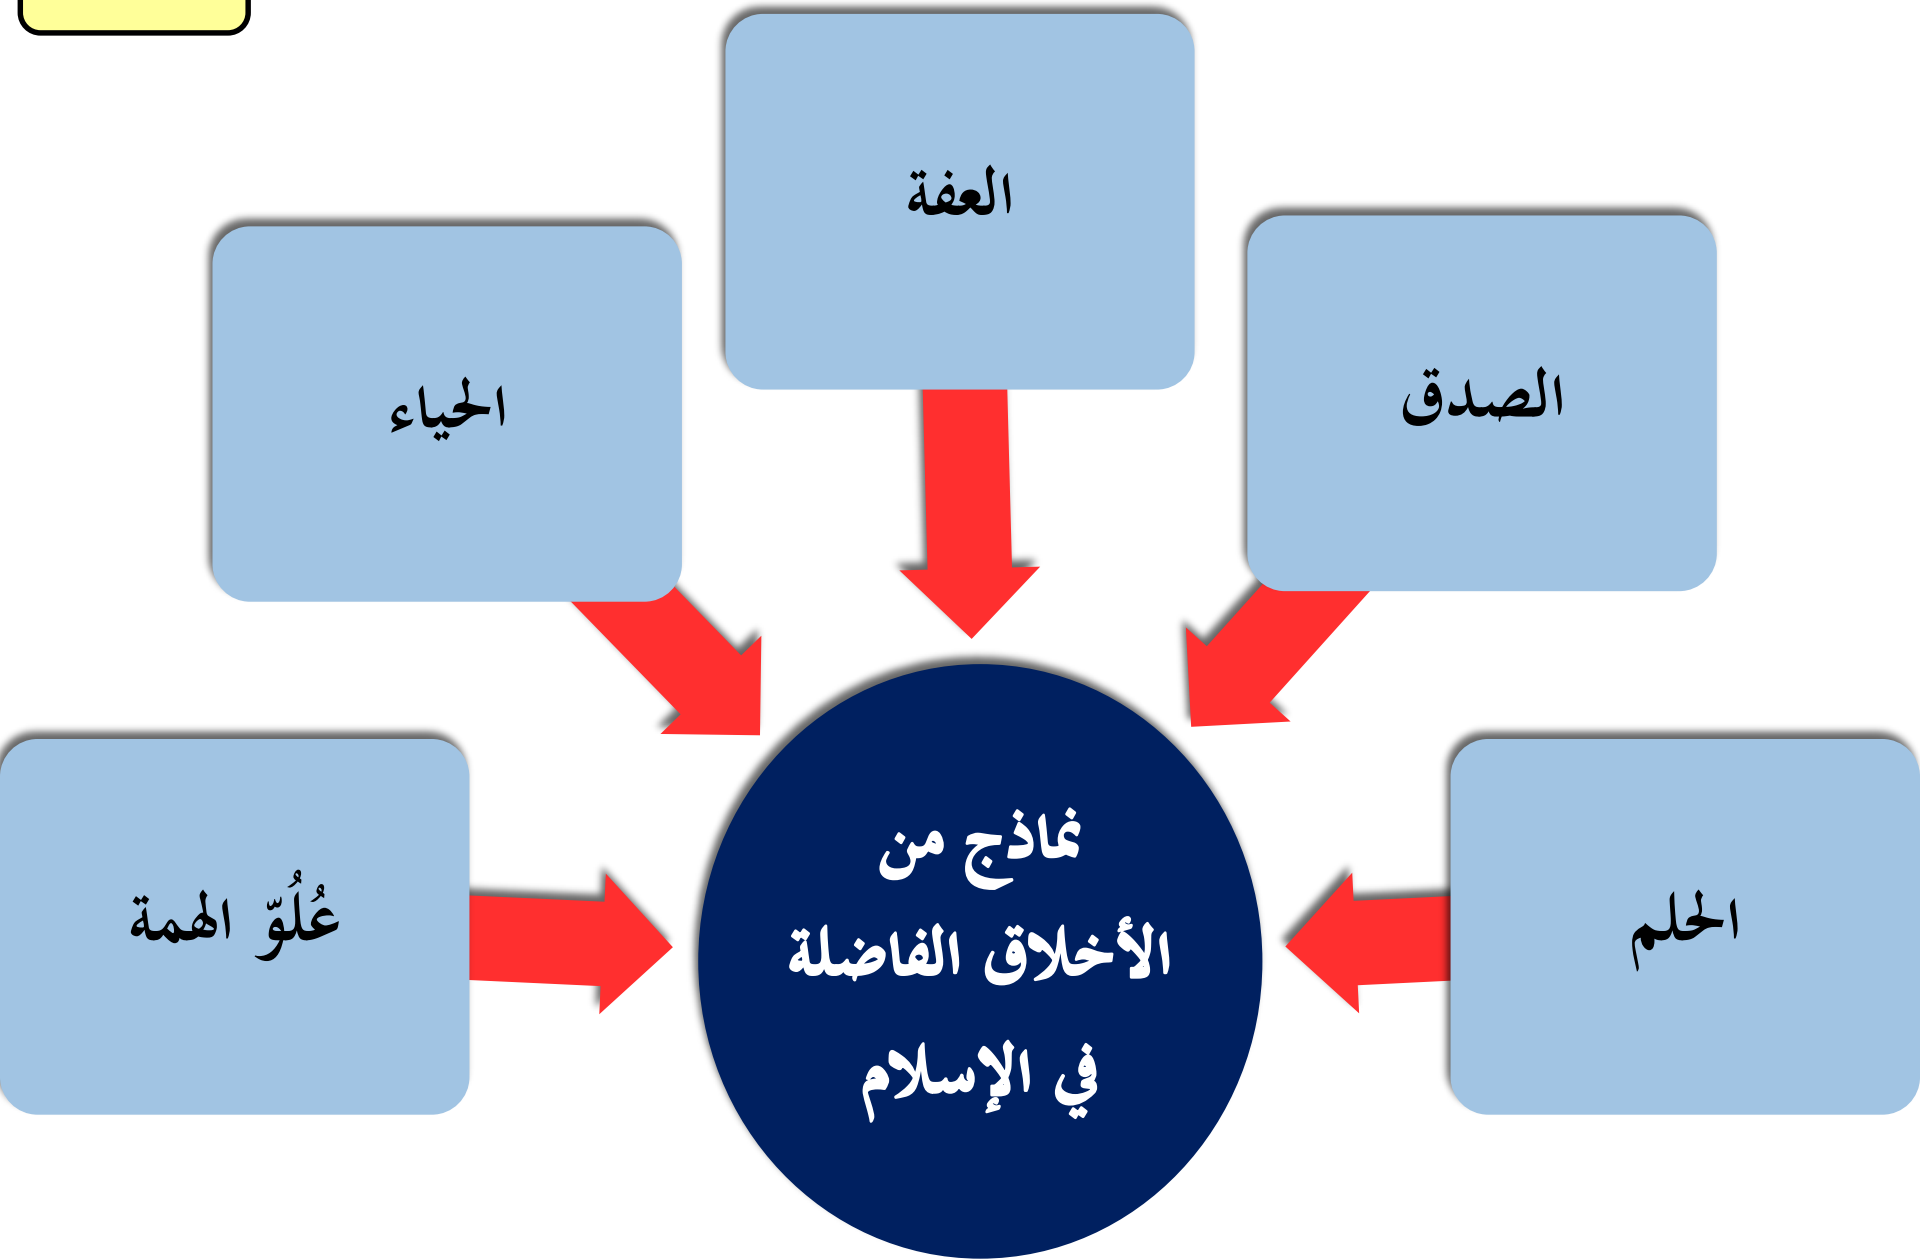 العفة
الصدق
الحياء
الحلم
عُلُوّ الهمة
نماذج من
الأخلاق الفاضلة
في الإسلام